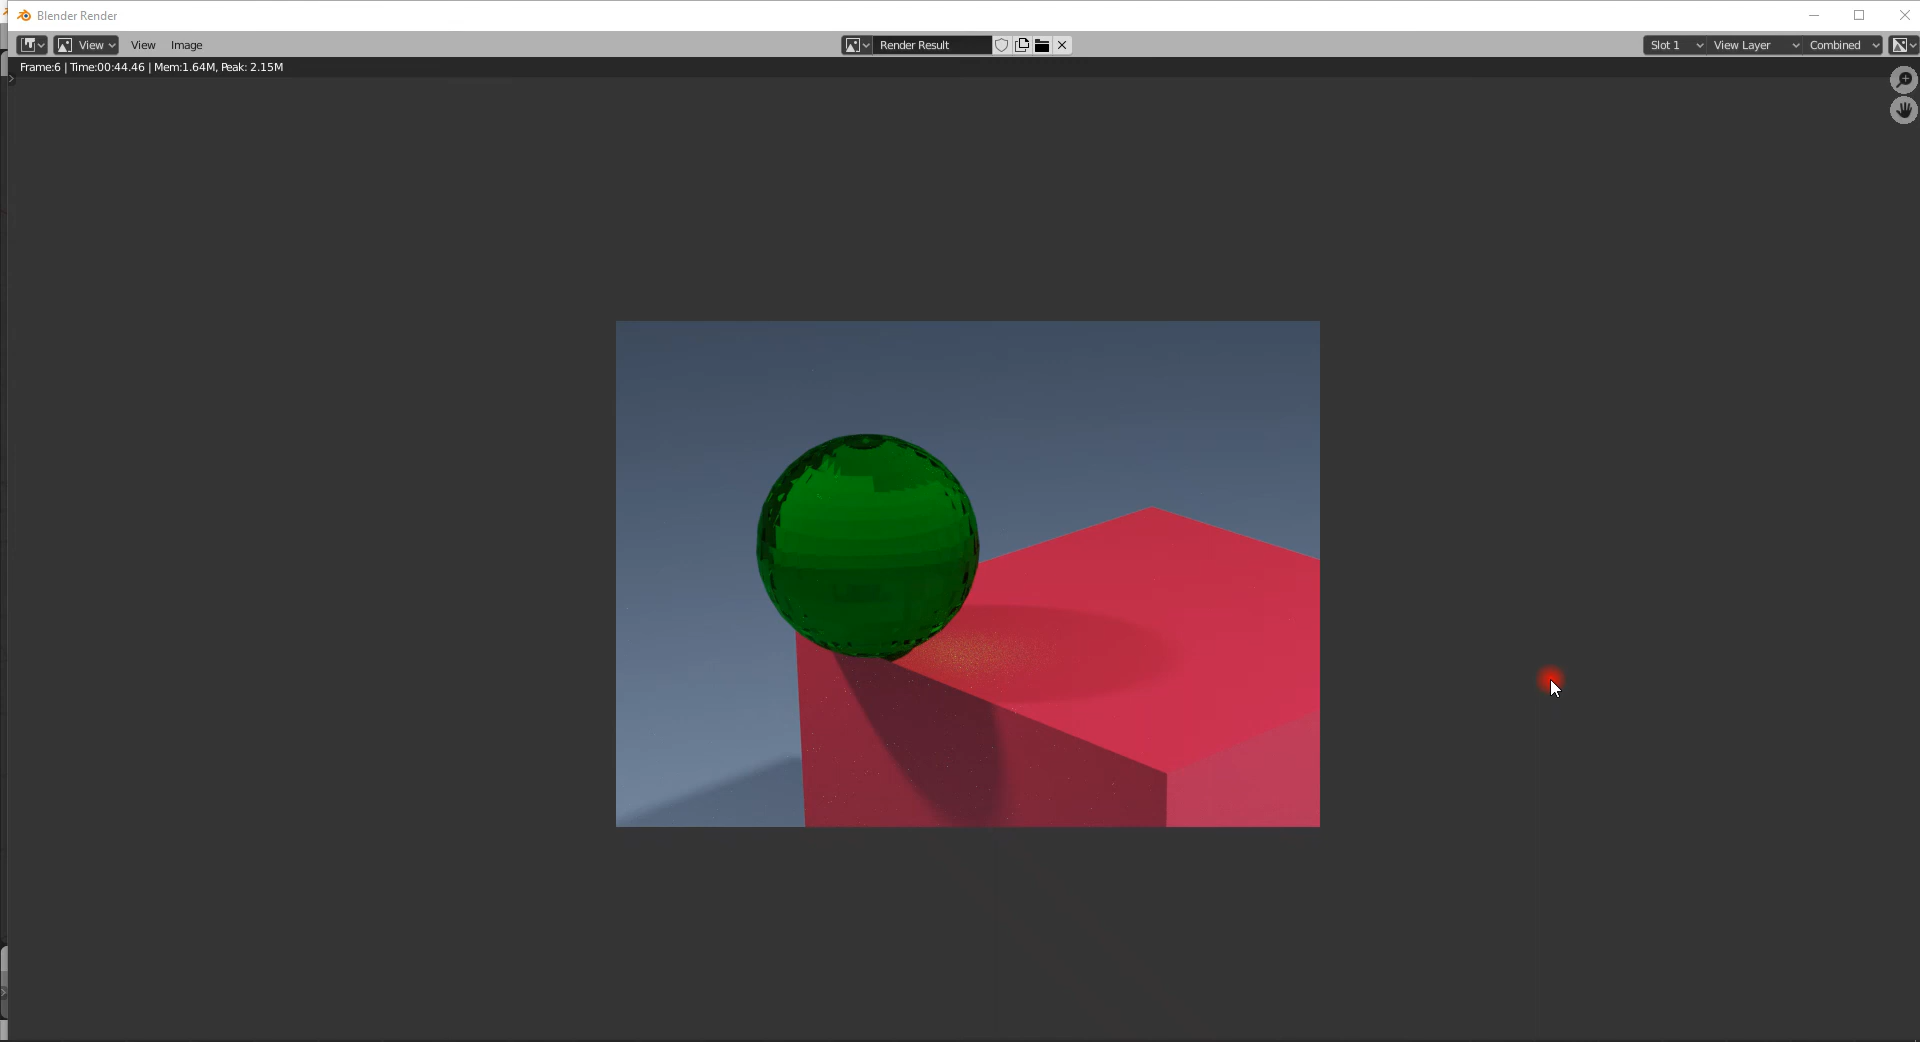 Blender Render
View View Image Render Result Slot 1 View Layer Combined
Frame:6 | Time:00:44.46 | Mem:1.64M, Peak: 2.15M